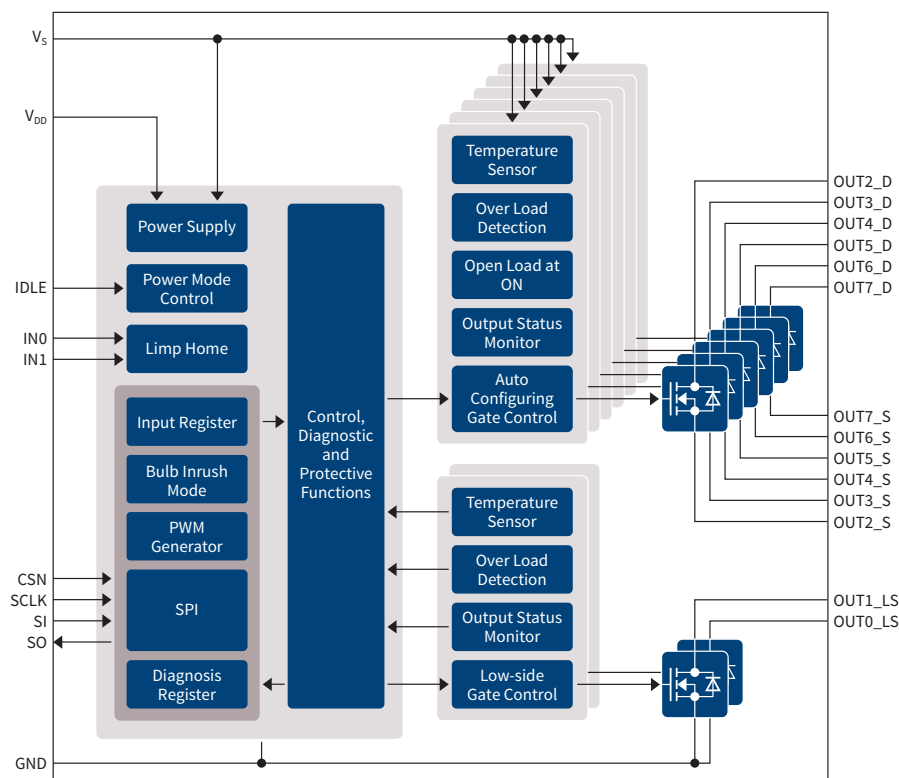 V_S
V_DD
IDLE
IN0
IN1
CSN
SCLK
SI
SO
GND
Power Supply
Power Mode
Control
Limp Home
Input Register
Bulb Inrush
Mode
PWM
Generator
SPI
Diagnosis
Register
Control,
Diagnostic
and
Protective
Functions
Temperature
Sensor
Over Load
Detection
Open Load at
ON
Output Status
Monitor
Auto
Configuring
Gate Control
Temperature
Sensor
Over Load
Detection
Output Status
Monitor
Low-side
Gate Control
OUT2_D
OUT3_D
OUT4_D
OUT5_D
OUT6_D
OUT7_D
OUT7_S
OUT6_S
OUT5_S
OUT4_S
OUT3_S
OUT2_S
OUT1_LS
OUT0_LS